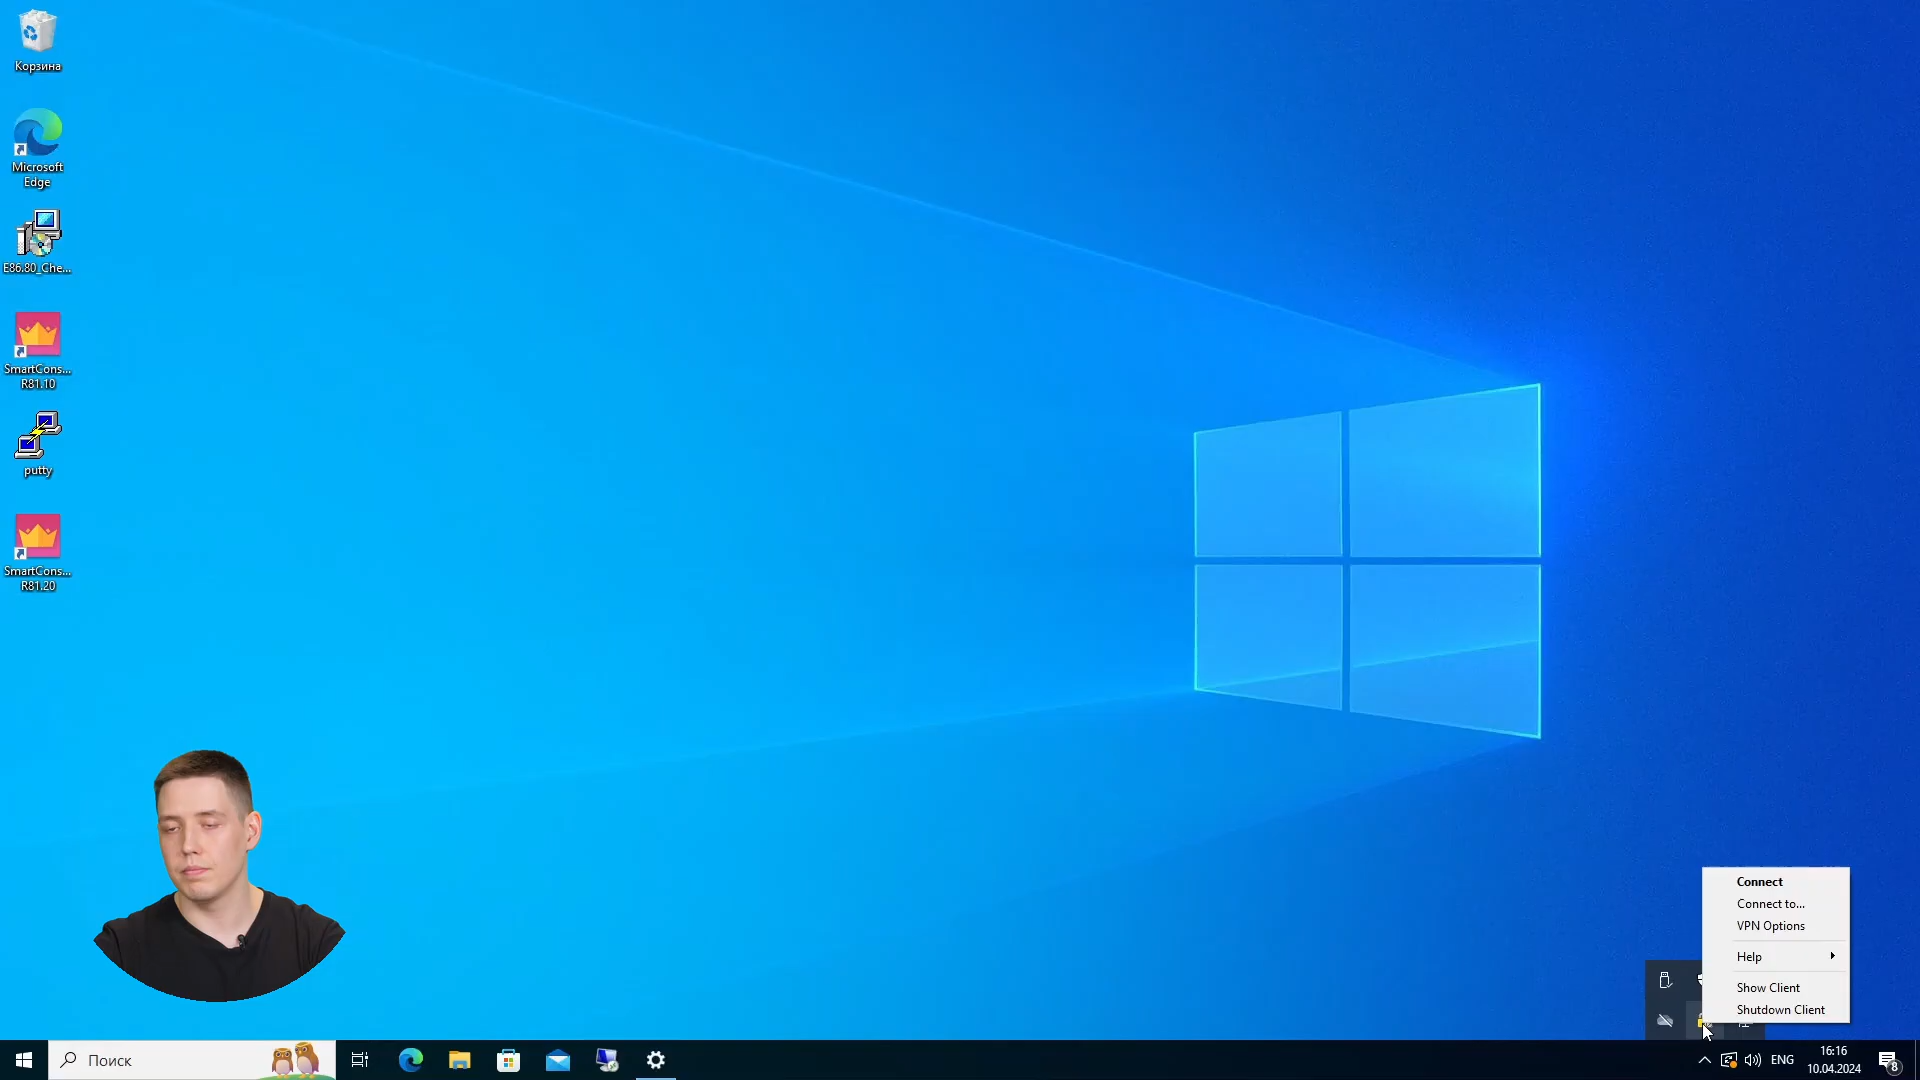 Корзина
Microsoft
Edge
E86.80_Che...
SmartCons...
R81.10
putty
SmartCons...
R81.20
Connect
Connect to...
VPN Options
Help
Show Client
Shutdown Client
Поиск
ENG
16:16
10.04.2024
8